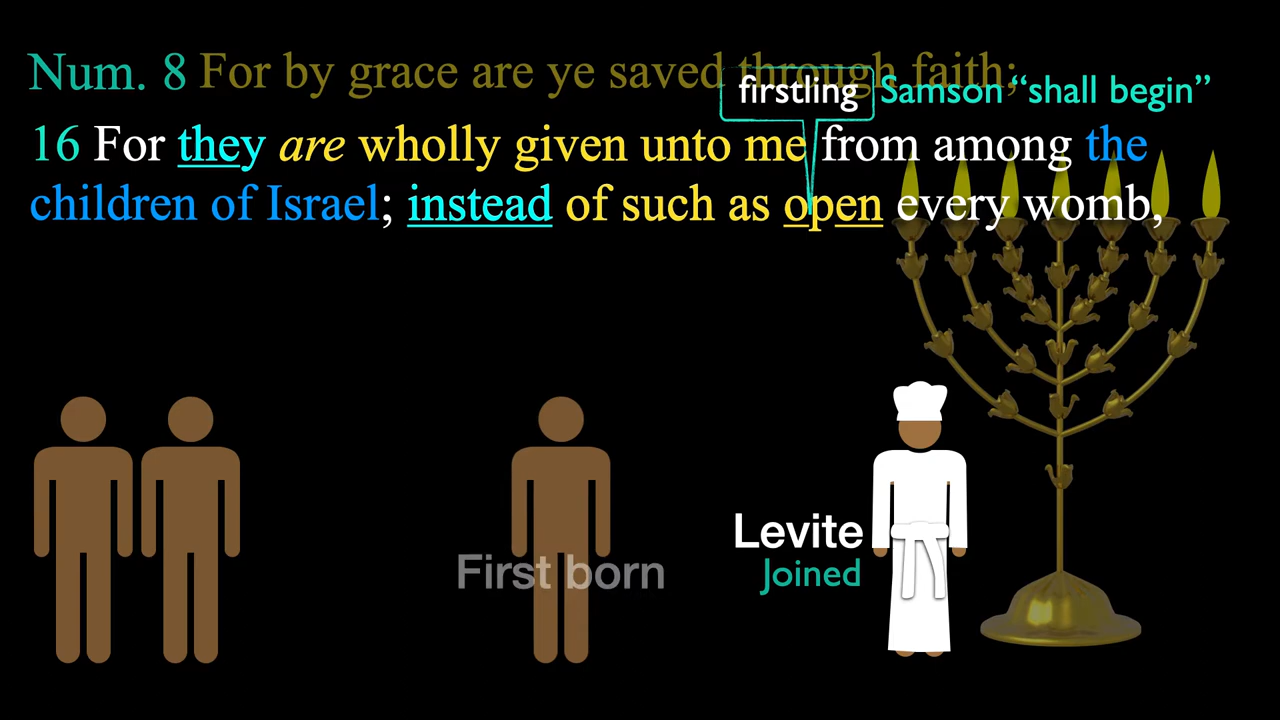 Num. 8 For by grace are ye saved through faith;
firstling Samson “shall begin”
16 For they are wholly given unto me from among the
children of Israel; instead of such as open every womb,
Levite
First born Joined